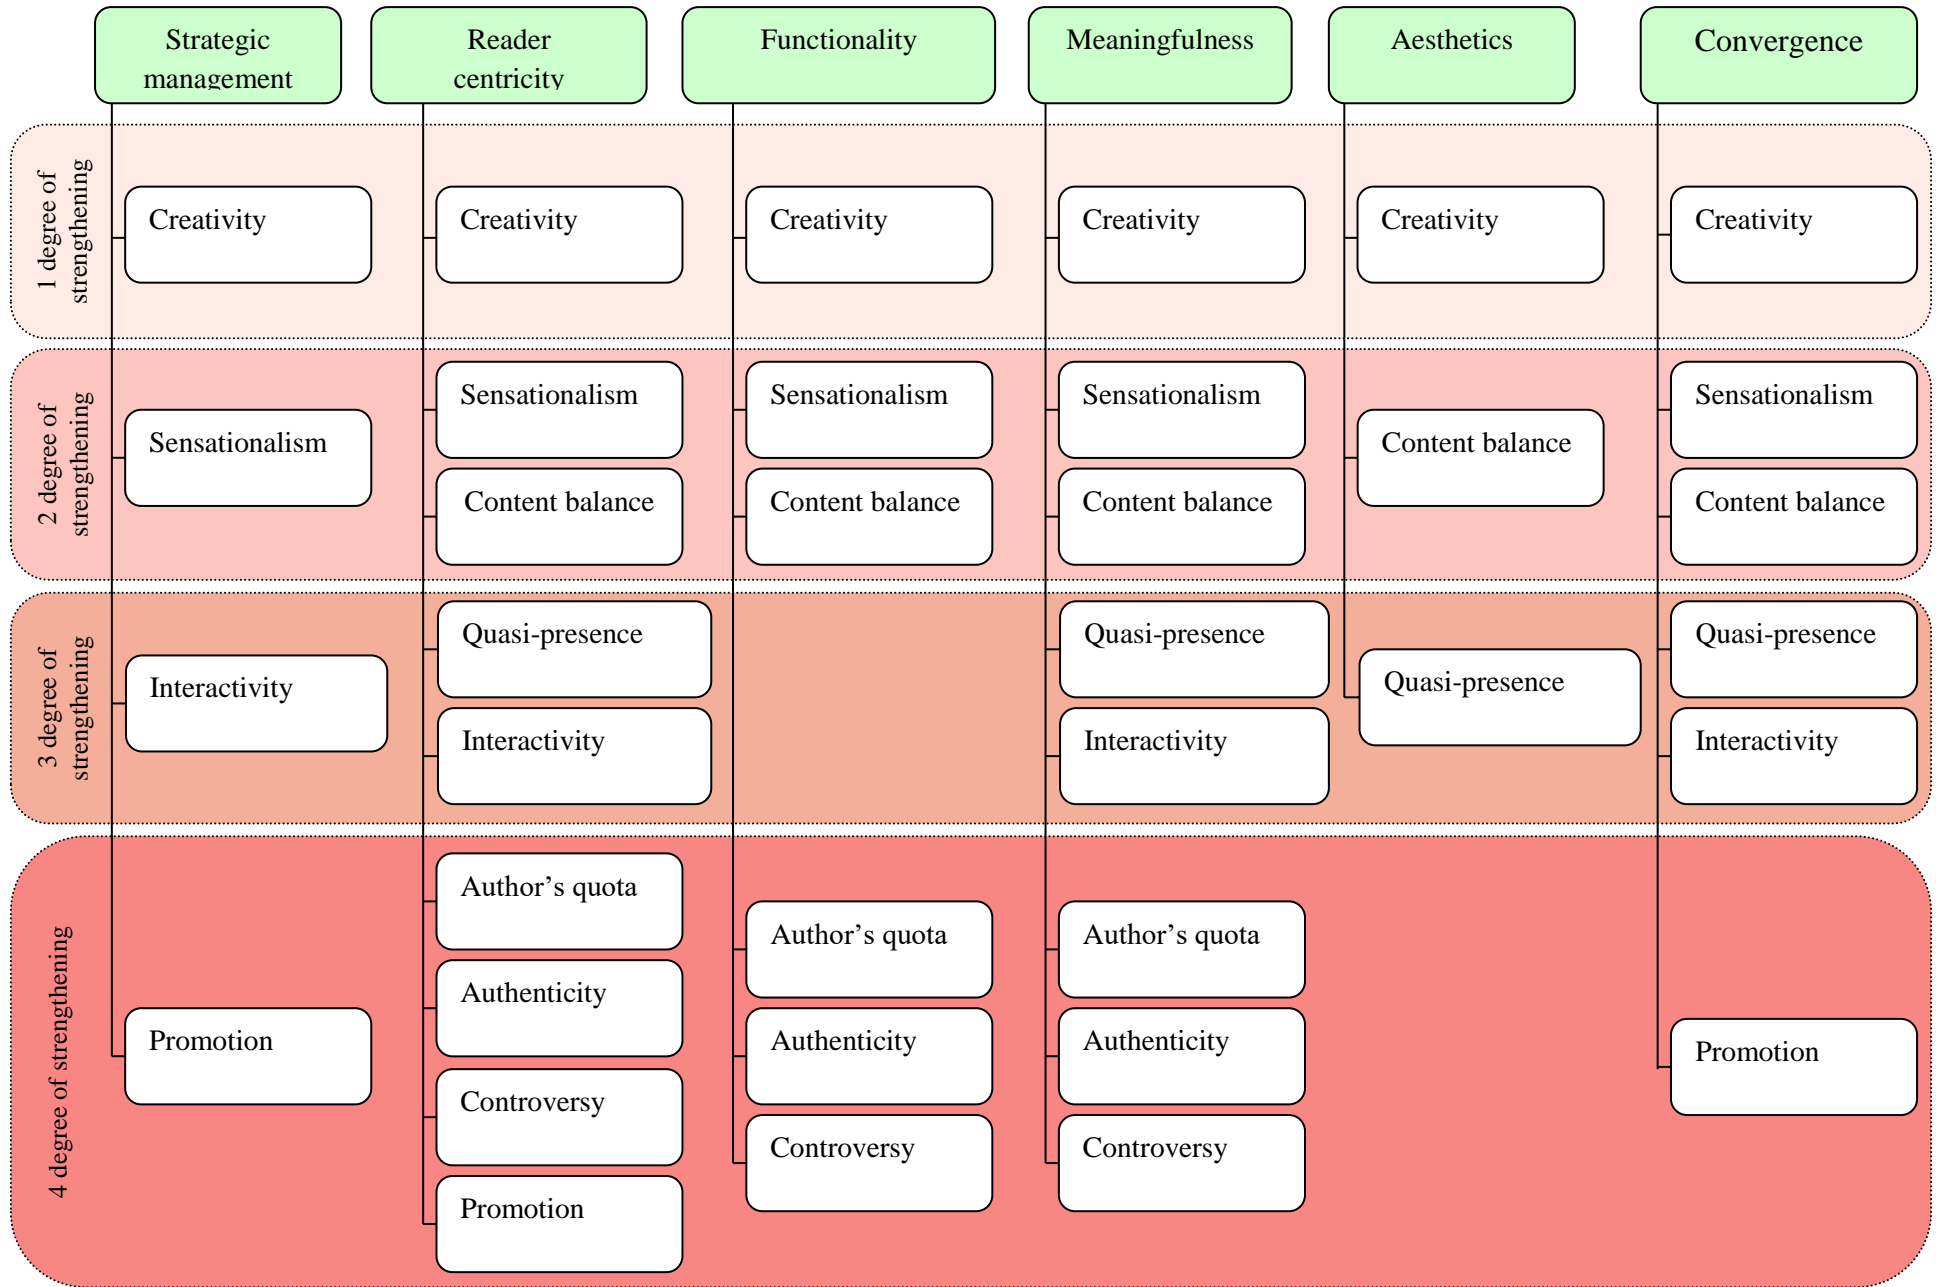 Strategic
management
Reader
centricity
Functionality
Meaningfulness
Aesthetics
Convergence
1 degree of
strengthening
Creativity
Creativity
Creativity
Creativity
Creativity
Creativity
2 degree of
strengthening
Sensationalism
Sensationalism
Content balance
Sensationalism
Content balance
Sensationalism
Content balance
Content balance
Sensationalism
Content balance
3 degree of
strengthening
Interactivity
Quasi-presence
Interactivity
Quasi-presence
Interactivity
Quasi-presence
Quasi-presence
Interactivity
4 degree of strengthening
Promotion
Author’s quota
Authenticity
Controversy
Promotion
Author’s quota
Authenticity
Controversy
Author’s quota
Authenticity
Controversy
Promotion